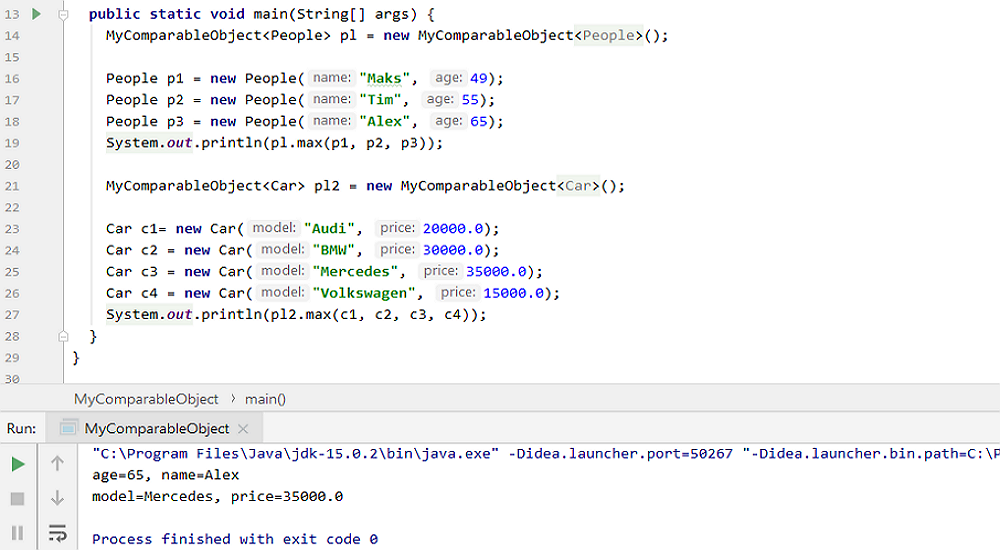 13 public static void main(String[] args) {
14 MyComparableObject<People> pl = new MyComparableObject<People>();
15
16 People p1 = new People( name: "Maks", age: 49);
17 People p2 = new People( name: "Tim", age: 55);
18 People p3 = new People( name: "Alex", age: 65);
19 System.out.println(pl.max(p1, p2, p3));
20
21 MyComparableObject<Car> pl2 = new MyComparableObject<Car>();
22
23 Car c1= new Car( model: "Audi", price: 20000.0);
24 Car c2 = new Car( model: "BMW", price: 30000.0);
25 Car c3 = new Car( model: "Mercedes", price: 35000.0);
26 Car c4 = new Car( model: "Volkswagen", price: 15000.0);
27 System.out.println(pl2.max(c1, c2, c3, c4));
28 }
29 }
30
MyComparableObject > main()
Run: MyComparableObject ×
"C:\Program Files\Java\jdk-15.0.2\bin\java.exe" -Didea.launcher.port=50267 "-Didea.launcher.bin.path=C:\P
age=65, name=Alex
model=Mercedes, price=35000.0
Process finished with exit code 0